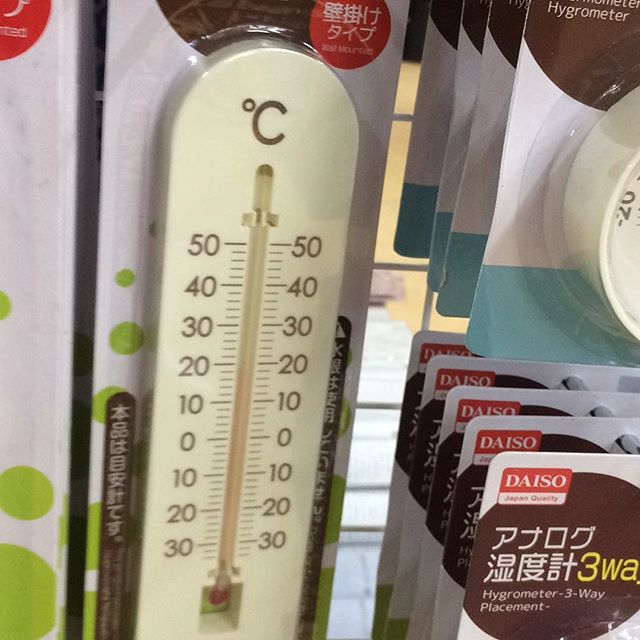 壁掛け
タイプ
Wall Mounted
Hygrometer
℃
50 50
40 40
30 30
20 20
10 10
0 0
10 10
20 20
30 30
本品は目安計です。
-20
DAISO
DAISO
DAISO
DAISO
DAISO
Japan Quality
アナログ
湿度計3wa
Hygrometer-3-Way
Placement-